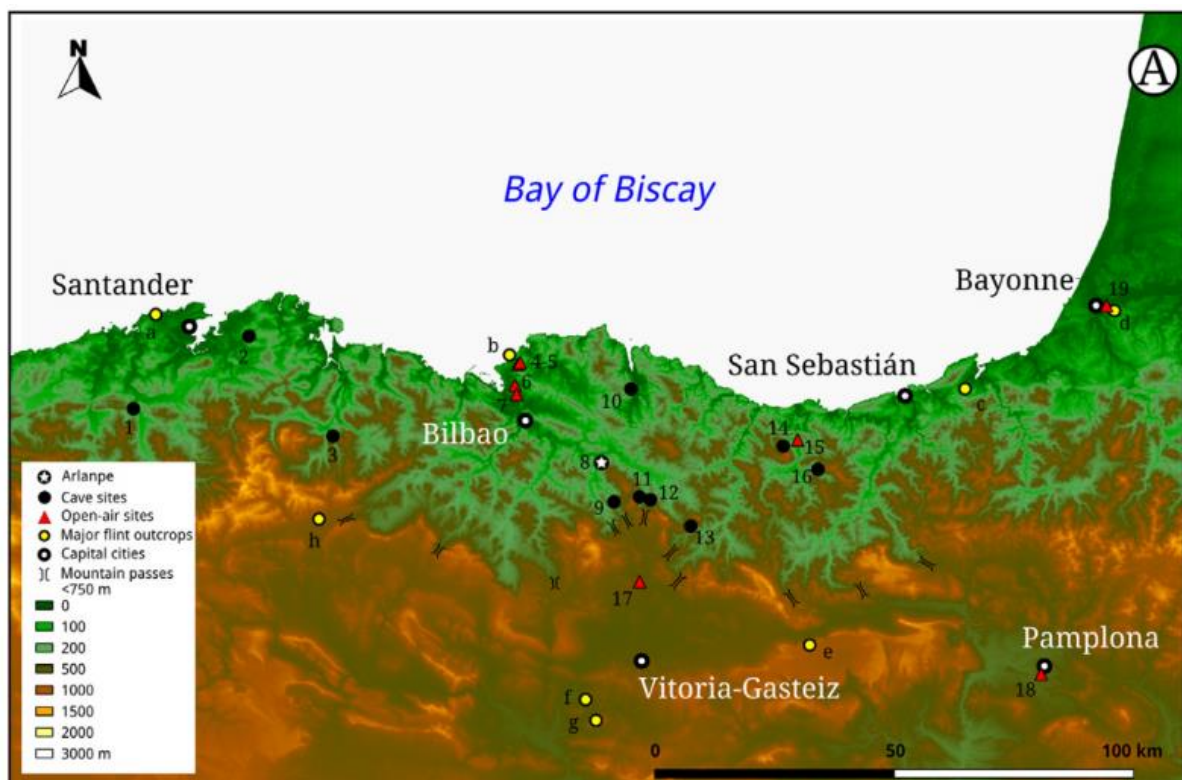 N
A
Bay of Biscay
Santander
a
2
1
3
h
b
4-5
6
7
Bilbao
10
8
9
11
12
13
San Sebastián
14
15
16
Bayonne
19
d
c
17
Vitoria-Gasteiz
e
f
g
Pamplona
18
Arlanpe
Cave sites
Open-air sites
Major flint outcrops
Capital cities
Mountain passes
<750 m
0
100
200
500
1000
1500
2000
3000 m
0 50 100 km